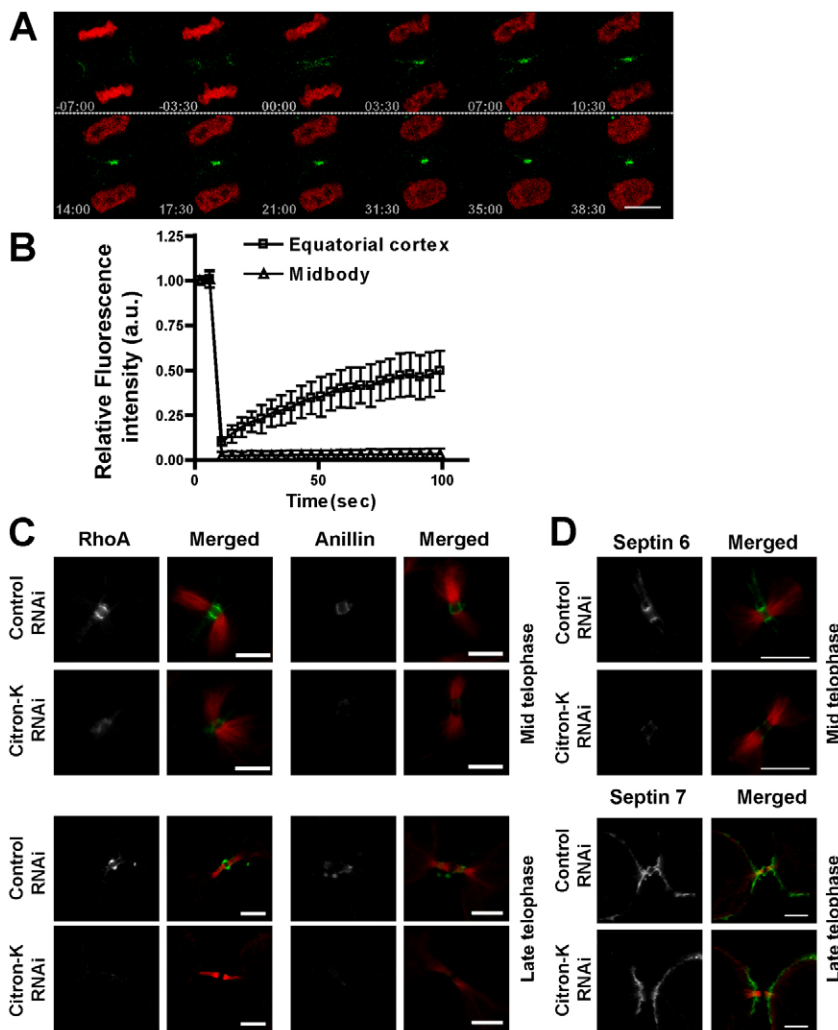 A
-07:00 -03:30 00:00 03:30 07:00 10:30
14:00 17:30 21:00 31:30 35:00 38:30
B
Relative Fluorescence
intensity (a.u.)
1.25
1.00
0.75
0.50
0.25
0.00
Equatorial cortex
Midbody
0 50 100
Time(sec)
C
RhoA Merged Anillin Merged
Control
RNAi
Citron-K
RNAi
Mid telophase
Control
RNAi
Citron-K
RNAi
Late telophase
D
Septin 6 Merged
Control
RNAi
Citron-K
RNAi
Mid telophase
Septin 7 Merged
Control
RNAi
Citron-K
RNAi
Late telophase